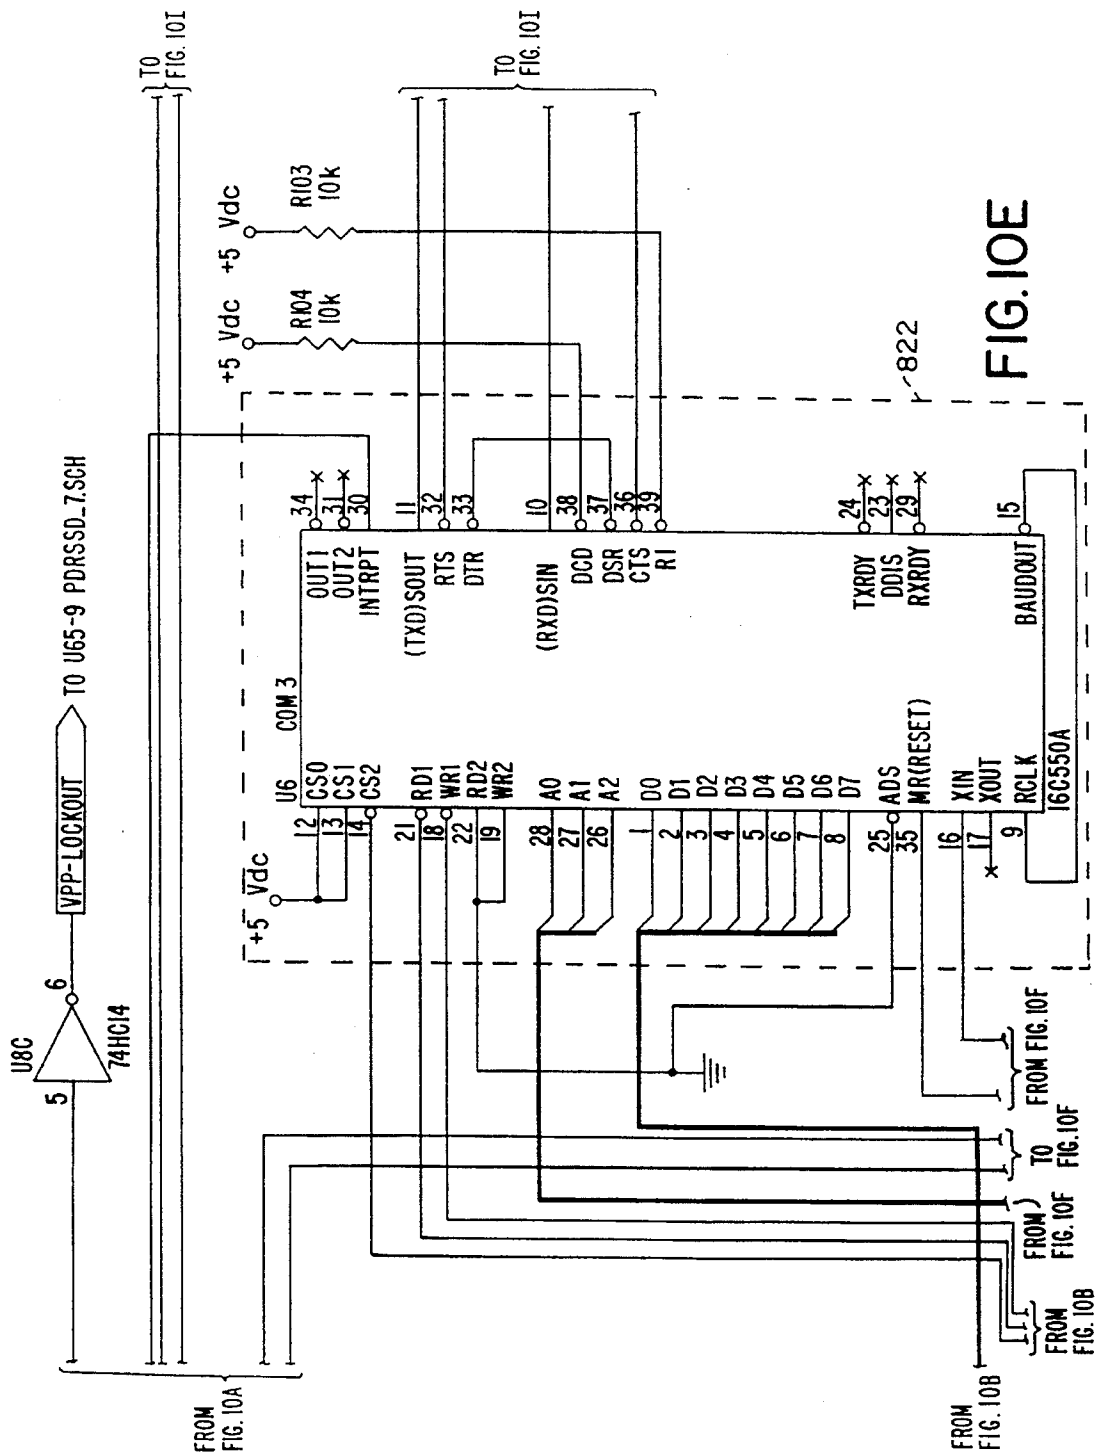 U8C
5
6
74HC14
VPP-LOCKOUT
TO U65-9 PDRSSD_7.SCH
FROM
FIG. 10A
TO
FIG. 10I
+5 Vdc
+5 Vdc
R104
10k
+5 Vdc
R103
10k
TO
FIG. 10I
U6
COM 3
12
CS0
13
CS1
14
CS2
21
RD1
18
WR1
22
RD2
19
WR2
28
A0
27
A1
26
A2
1
D0
2
D1
3
D2
4
D3
5
D4
6
D5
7
D6
8
D7
25
ADS
35
MR(RESET)
16
XIN
17
XOUT
9
RCLK
16C550A
OUT1
34
OUT2
31
INTRPT
30
(TXD)SOUT
11
RTS
32
DTR
33
(RXD)SIN
10
DCD
38
DSR
37
CTS
36
RI
39
TXRDY
24
DDIS
23
RXRDY
29
BAUDOUT
15
822
FROM
FIG. 10B
FROM
FIG. 10B
FROM
FIG. 10F
TO
FIG. 10F
FROM FIG. 10F
FIG. 10E